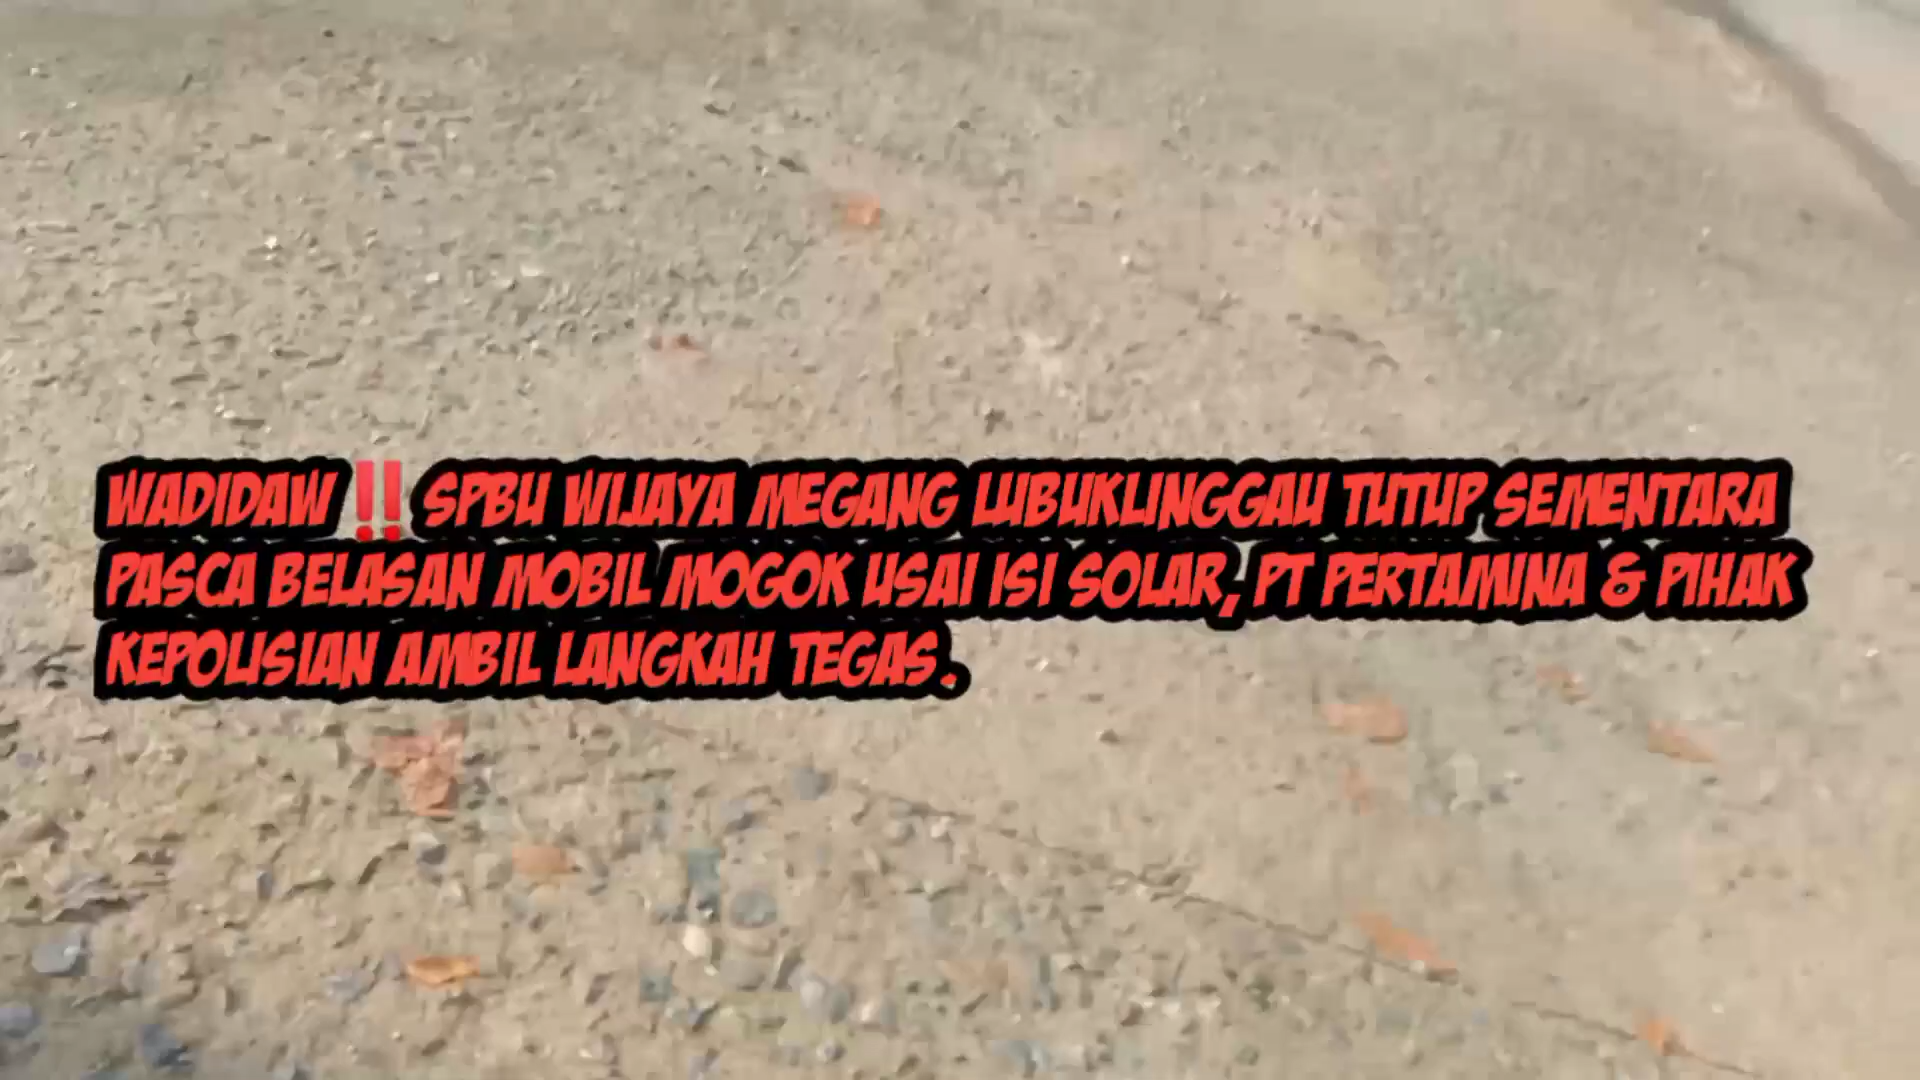 WADIDAW‼️ SPBU WIJAYA MEGANG LUBUKLINGGAU TUTUP SEMENTARA
PASCA BELASAN MOBIL MOGOK USAI ISI SOLAR, PT PERTAMINA & PIHAK
KEPOLISIAN AMBIL LANGKAH TEGAS.